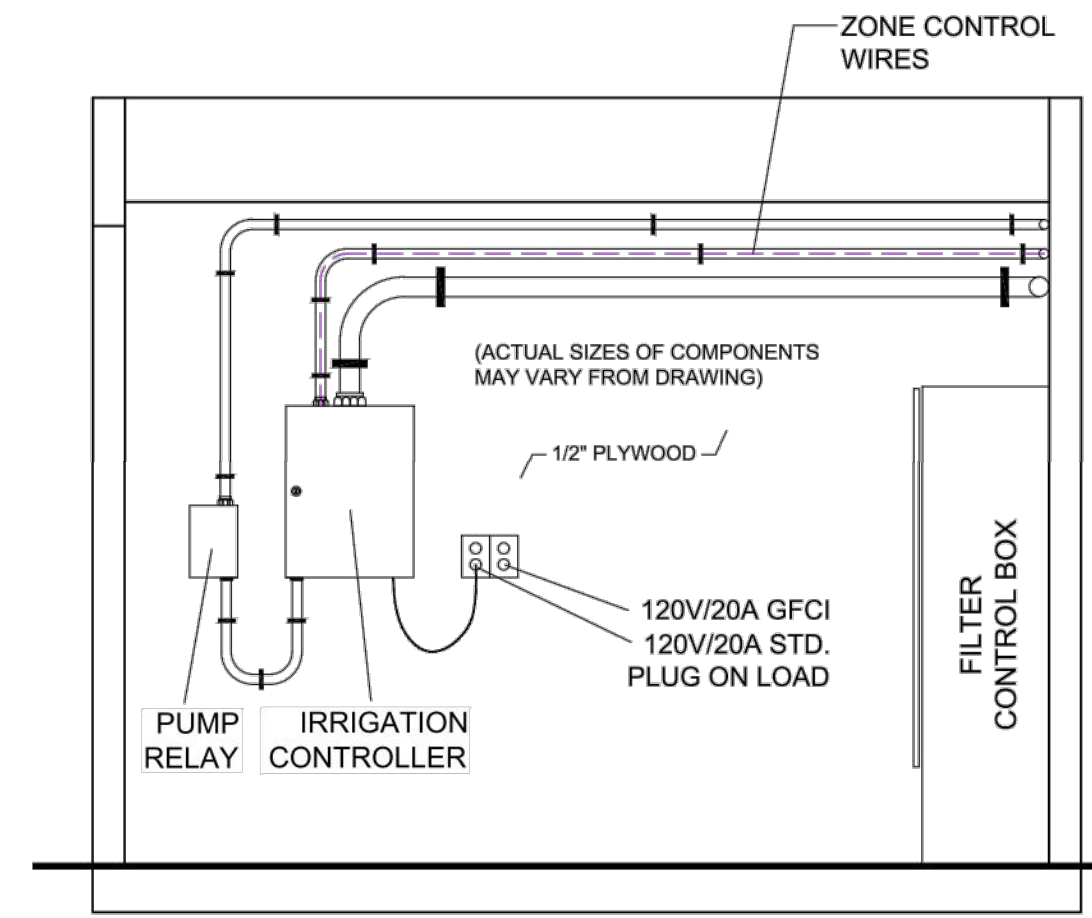 ZONE CONTROL
WIRES
(ACTUAL SIZES OF COMPONENTS
MAY VARY FROM DRAWING)
1/2" PLYWOOD
120V/20A GFCI
120V/20A STD.
PLUG ON LOAD
FILTER
CONTROL BOX
PUMP
RELAY
IRRIGATION
CONTROLLER